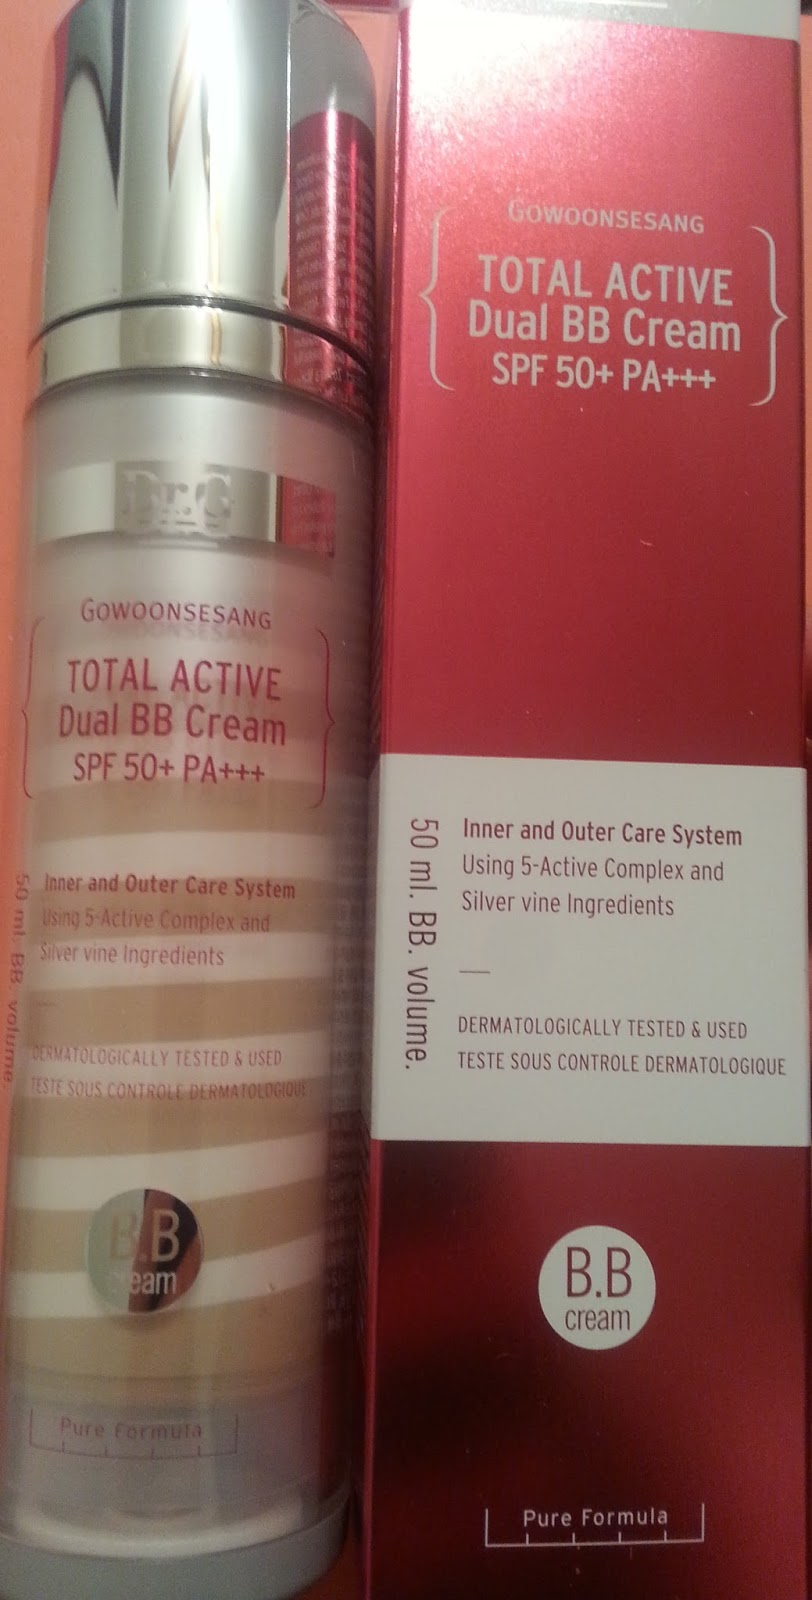 Dr.G
GOWOONSESANG
TOTAL ACTIVE
Dual BB Cream
SPF 50+ PA+++
50 ml. BB. volume.
Inner and Outer Care System
Using 5-Active Complex and
Silver vine Ingredients
DERMATOLOGICALLY TESTED & USED
TESTE SOUS CONTROLE DERMATOLOGIQUE
B.B
cream
Pure Formula
GOWOONSESANG
TOTAL ACTIVE
Dual BB Cream
SPF 50+ PA+++
50 ml. BB. volume.
Inner and Outer Care System
Using 5-Active Complex and
Silver vine Ingredients
DERMATOLOGICALLY TESTED & USED
TESTE SOUS CONTROLE DERMATOLOGIQUE
B.B
cream
Pure Formula